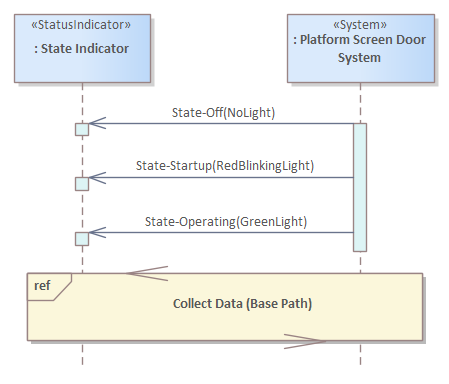 «StatusIndicator»
: State Indicator
«System»
: Platform Screen Door
System
State-Off(NoLight)
State-Startup(RedBlinkingLight)
State-Operating(GreenLight)
ref
Collect Data (Base Path)